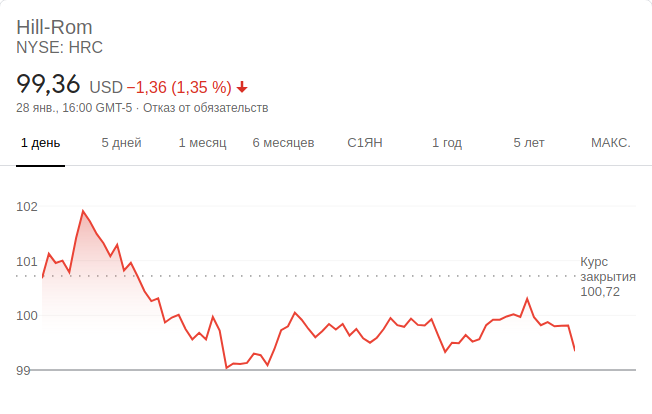 Hill-Rom
NYSE: HRC
99,36 USD −1,36 (1,35 %)
28 янв., 16:00 GMT-5 · Отказ от обязательств
1 день 5 дней 1 месяц 6 месяцев С1ЯН 1 год 5 лет МАКС.
102
101
100
99
Курс
закрытия
100,72